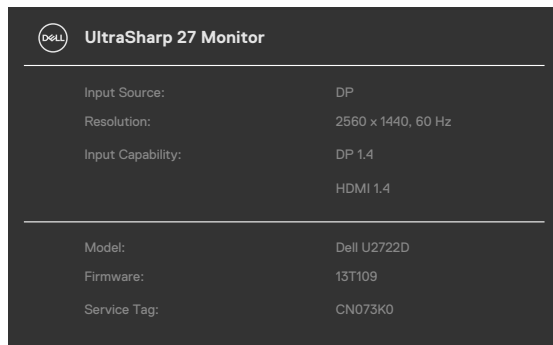 DELL UltraSharp 27 Monitor
Input Source: DP
Resolution: 2560 x 1440, 60 Hz
Input Capability: DP 1.4
HDMI 1.4
Model: Dell U2722D
Firmware: 13T109
Service Tag: CN073K0